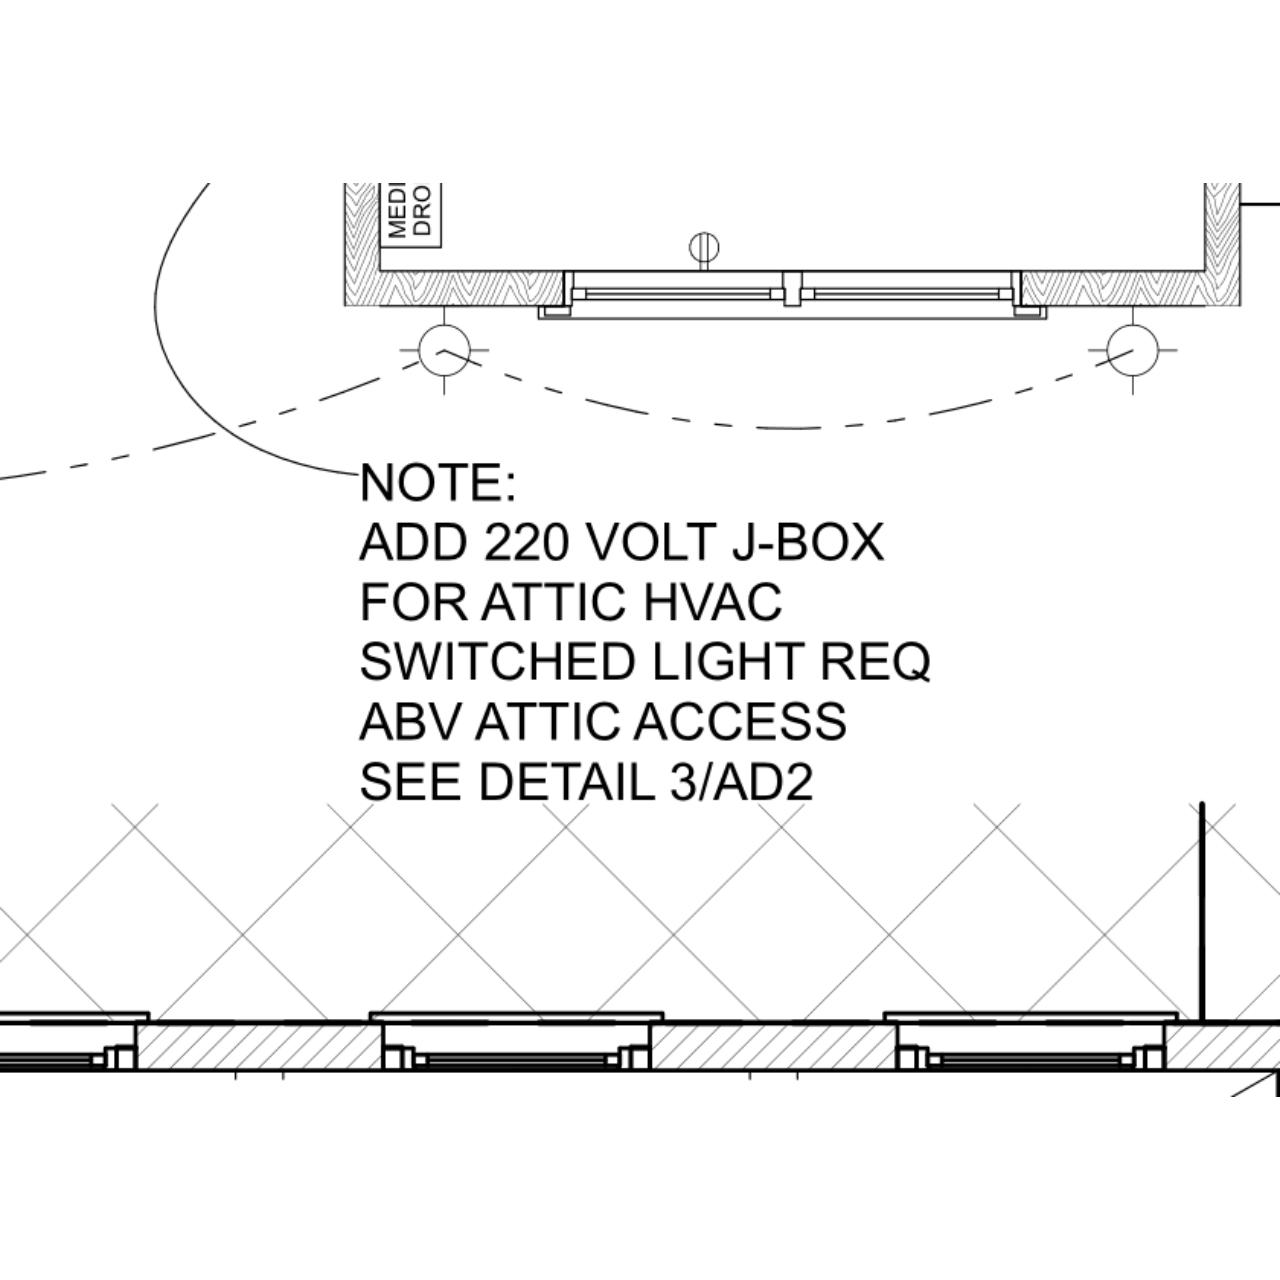 MEDI
DRO
NOTE:
ADD 220 VOLT J-BOX
FOR ATTIC HVAC
SWITCHED LIGHT REQ
ABV ATTIC ACCESS
SEE DETAIL 3/AD2